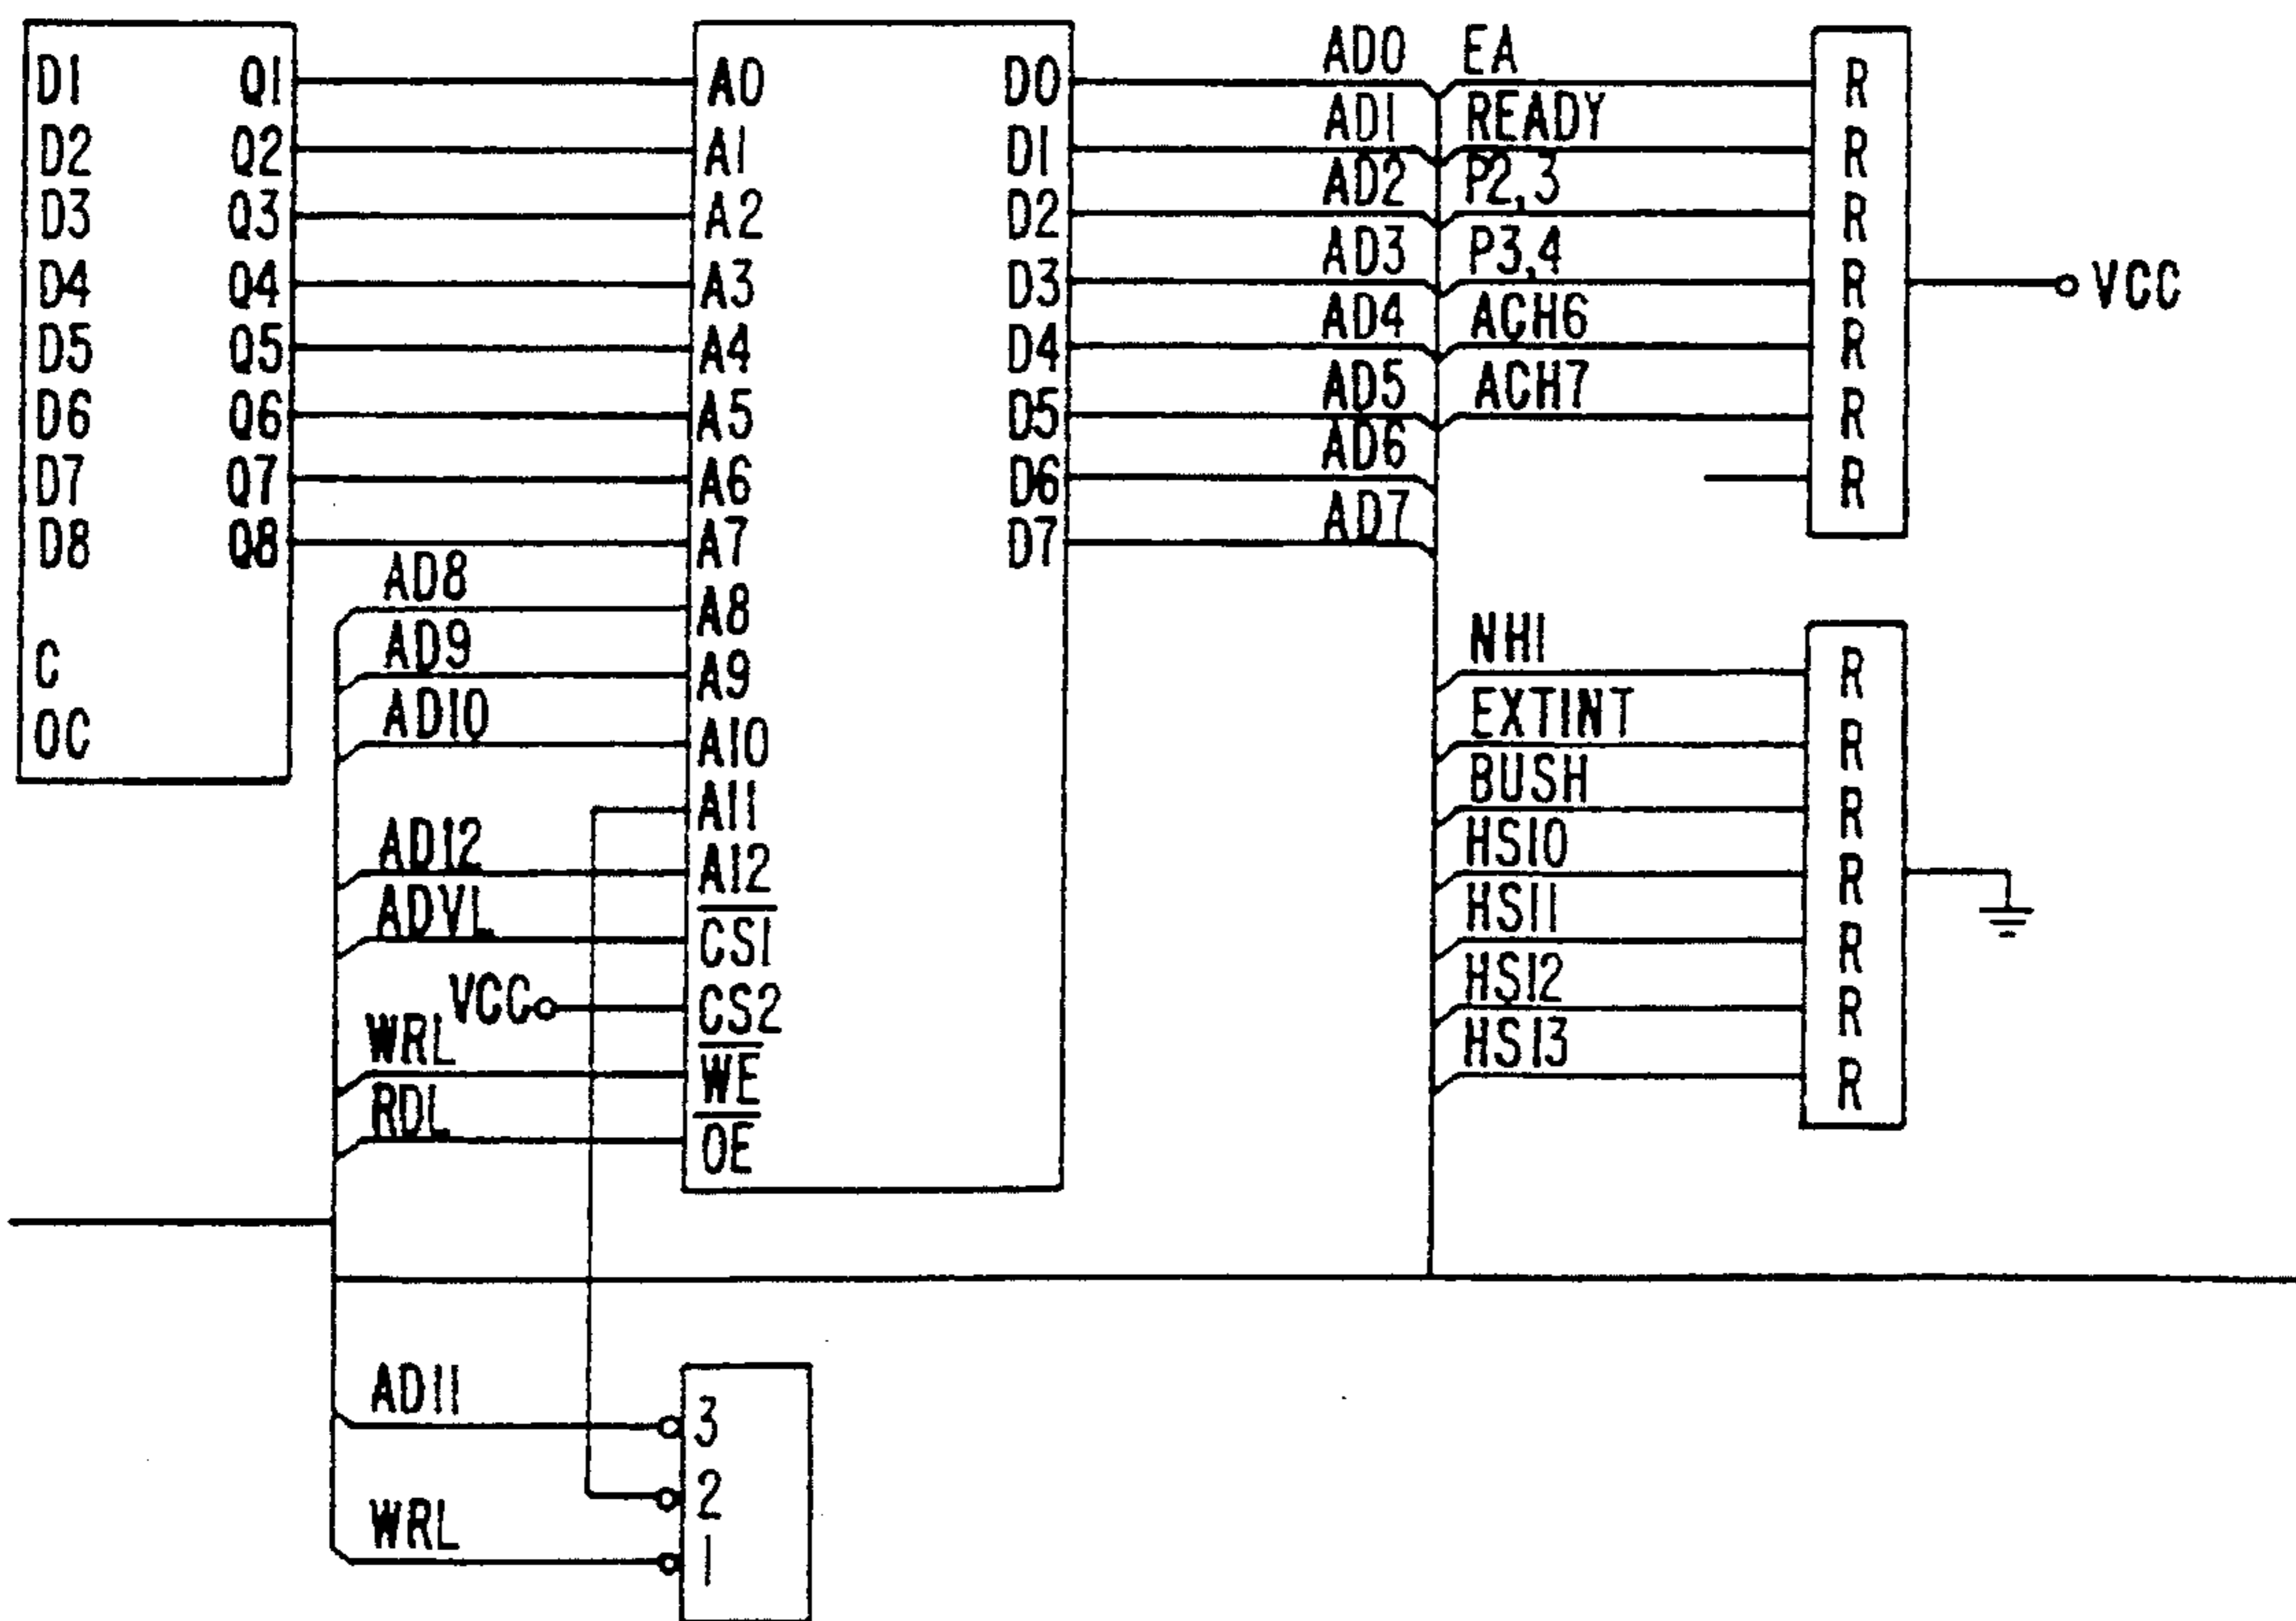 D1 Q1
D2 Q2
D3 Q3
D4 Q4
D5 Q5
D6 Q6
D7 Q7
D8 Q8
C
OC
AD8
AD9
AD10
AD12
ADVL
VCC
WRL
RDL
A0 D0
A1 D1
A2 D2
A3 D3
A4 D4
A5 D5
A6 D6
A7 D7
A8
A9
A10
A11
A12
CS1
CS2
WE
OE
AD0 EA
AD1 READY
AD2 P2,3
AD3 P3,4
AD4 ACH6
AD5 ACH7
AD6
AD7
R
R
R
R
R
R
R
VCC
NH1
EXTINT
BUSH
HSI0
HSI1
HSI2
HSI3
R
R
R
R
R
R
R
AD11
WRL
3
2
1